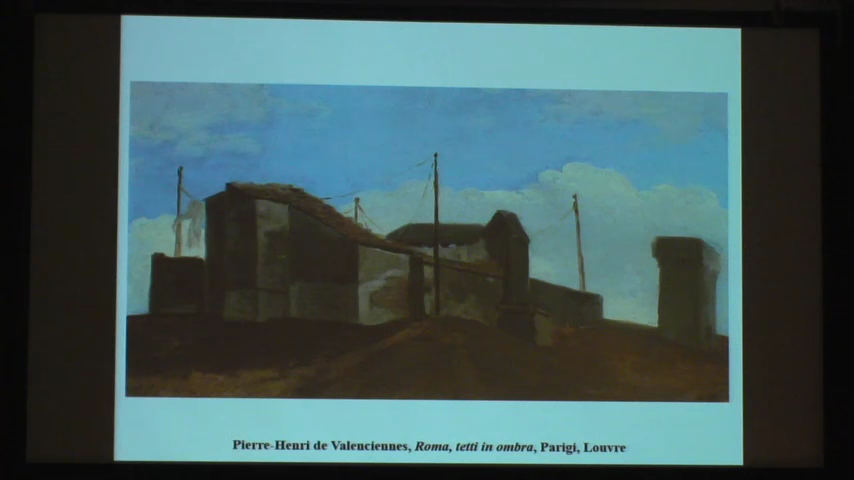 Pierre-Henri de Valenciennes, Roma, tetti in ombra, Parigi, Louvre